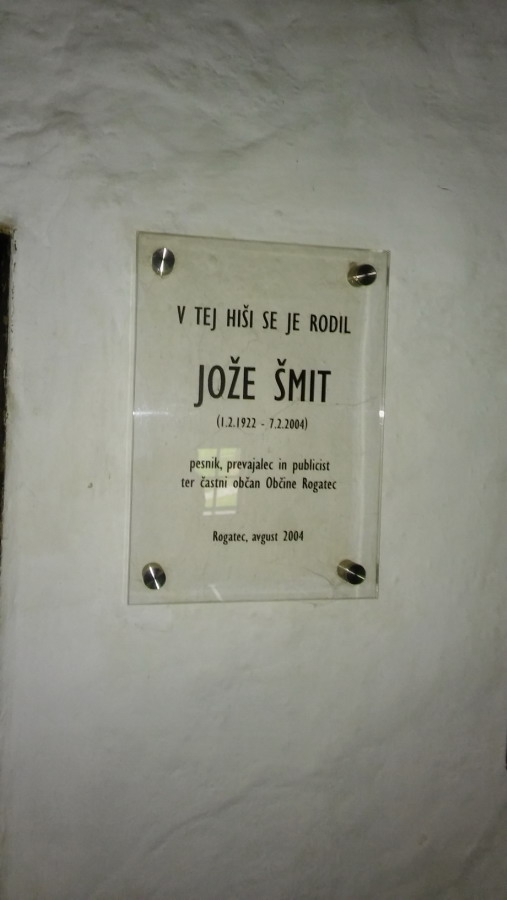 V TEJ HIŠI SE JE RODIL
JOŽE ŠMIT
(1.2.1922 - 7.2.2004)
pesnik, prevajalec in publicist
ter častni občan Občine Rogatec
Rogatec, avgust 2004